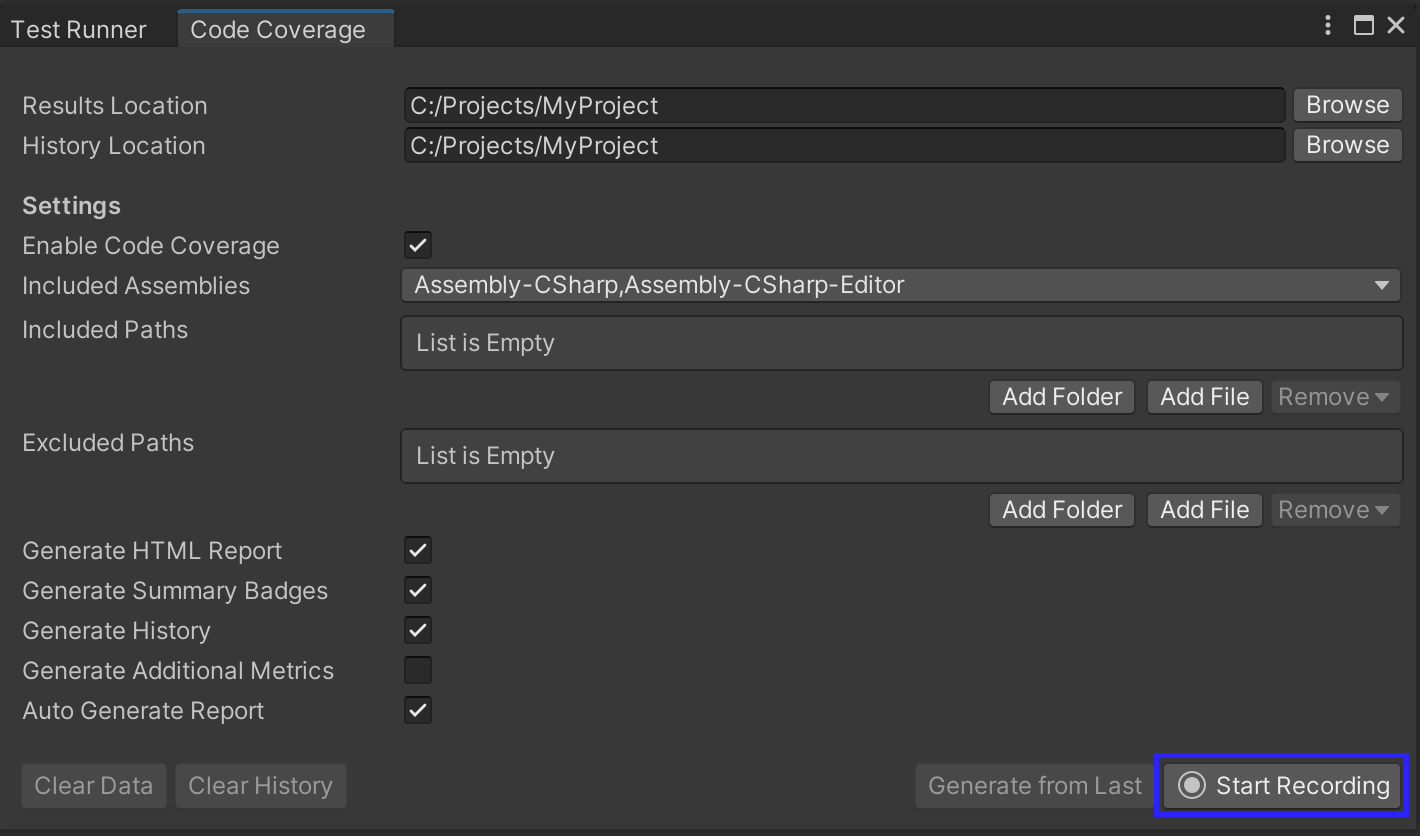 Test Runner Code Coverage
Results Location C:/Projects/MyProject Browse
History Location C:/Projects/MyProject Browse
Settings
Enable Code Coverage
Included Assemblies Assembly-CSharp,Assembly-CSharp-Editor
Included Paths List is Empty
Add Folder Add File Remove
Excluded Paths List is Empty
Add Folder Add File Remove
Generate HTML Report
Generate Summary Badges
Generate History
Generate Additional Metrics
Auto Generate Report
Clear Data Clear History Generate from Last Start Recording